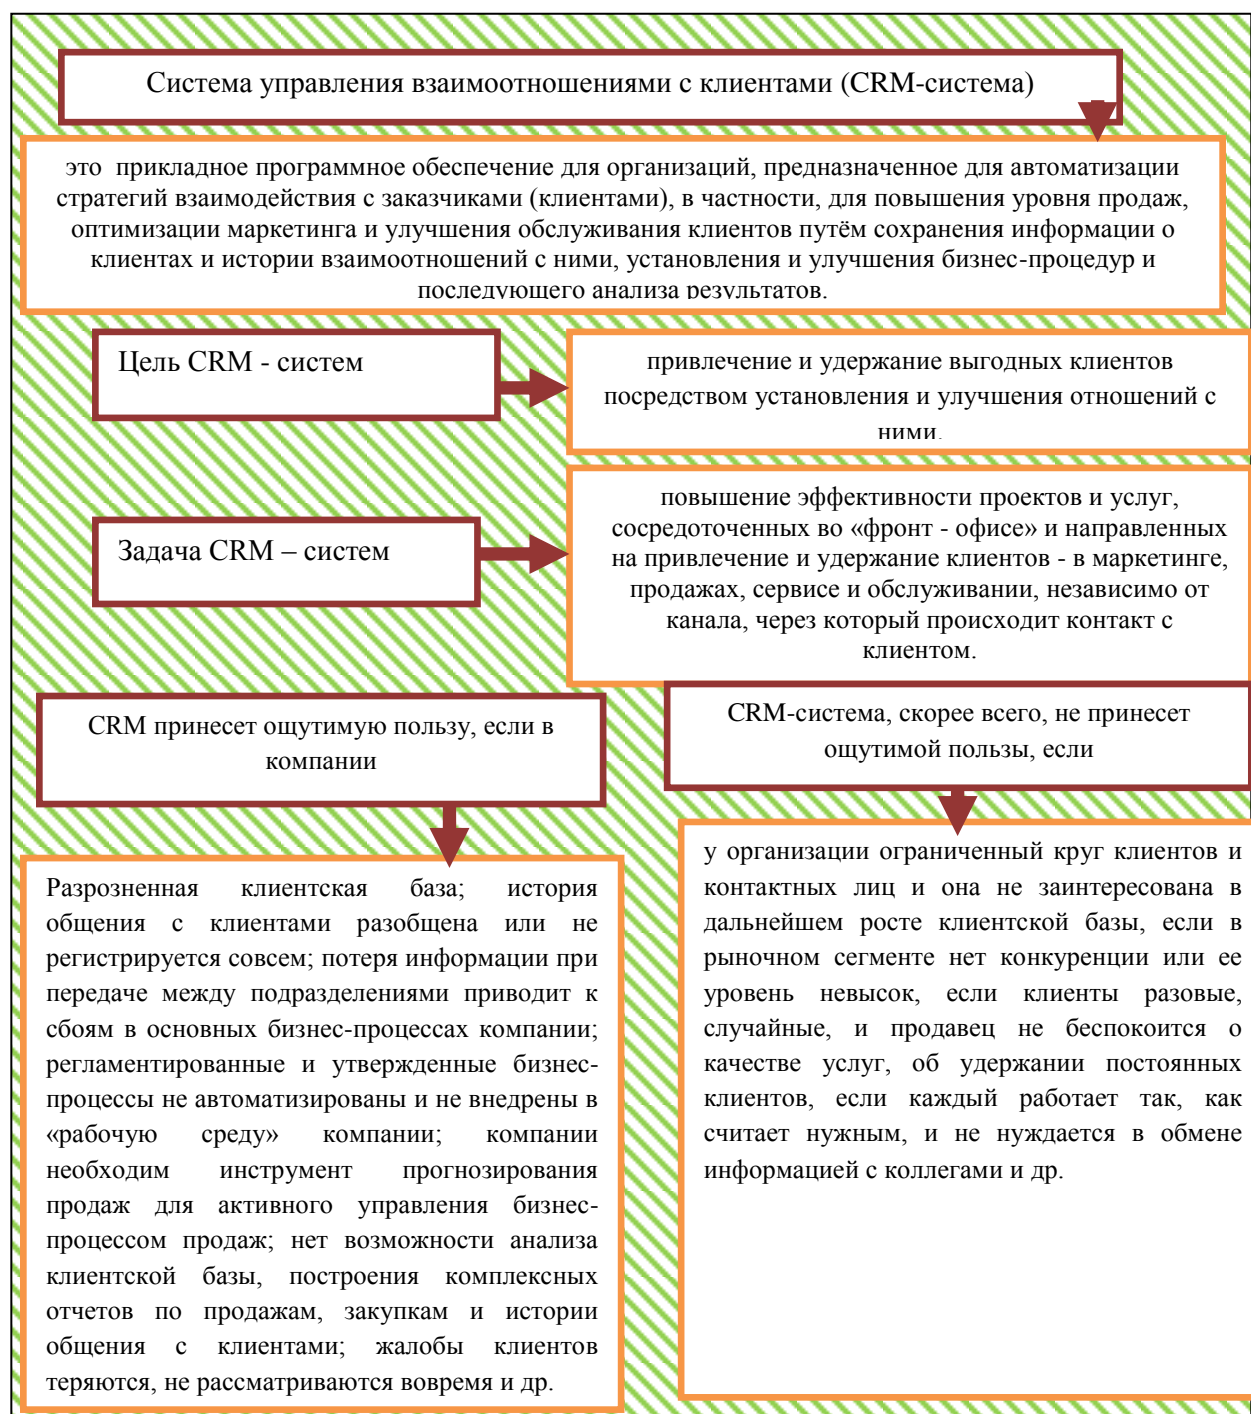 Система управления взаимоотношениями с клиентами (CRM-система)
это прикладное программное обеспечение для организаций, предназначенное для автоматизации
стратегий взаимодействия с заказчиками (клиентами), в частности, для повышения уровня продаж,
оптимизации маркетинга и улучшения обслуживания клиентов путём сохранения информации о
клиентах и истории взаимоотношений с ними, установления и улучшения бизнес-процедур и
последующего анализа результатов.
Цель CRM - систем
привлечение и удержание выгодных клиентов
посредством установления и улучшения отношений с
ними.
Задача CRM – систем
повышение эффективности проектов и услуг,
сосредоточенных во «фронт - офисе» и направленных
на привлечение и удержание клиентов - в маркетинге,
продажах, сервисе и обслуживании, независимо от
канала, через который происходит контакт с
клиентом.
CRM принесет ощутимую пользу, если в
компании
Разрозненная клиентская база; история
общения с клиентами разобщена или не
регистрируется совсем; потеря информации при
передаче между подразделениями приводит к
сбоям в основных бизнес-процессах компании;
регламентированные и утвержденные бизнес-
процессы не автоматизированы и не внедрены в
«рабочую среду» компании; компании
необходим инструмент прогнозирования
продаж для активного управления бизнес-
процессом продаж; нет возможности анализа
клиентской базы, построения комплексных
отчетов по продажам, закупкам и истории
общения с клиентами; жалобы клиентов
теряются, не рассматриваются вовремя и др.
CRM-система, скорее всего, не принесет
ощутимой пользы, если
у организации ограниченный круг клиентов и
контактных лиц и она не заинтересована в
дальнейшем росте клиентской базы, если в
рыночном сегменте нет конкуренции или ее
уровень невысок, если клиенты разовые,
случайные, и продавец не беспокоится о
качестве услуг, об удержании постоянных
клиентов, если каждый работает так, как
считает нужным, и не нуждается в обмене
информацией с коллегами и др.